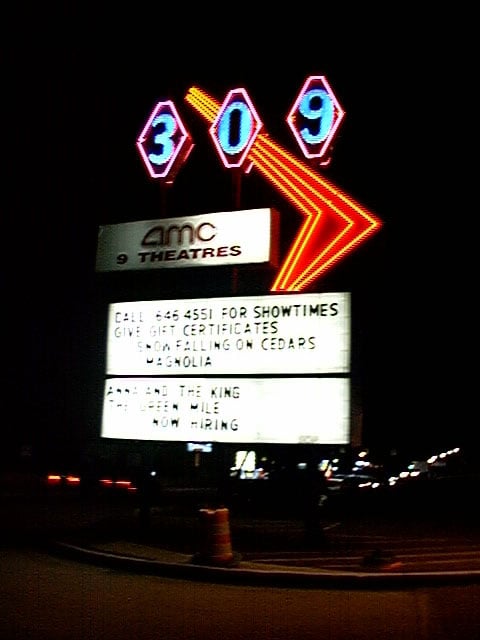 309
amc
9 THEATRES
CALL 646 4551 FOR SHOWTIMES
GIVE GIFT CERTIFICATES
SNOW FALLING ON CEDARS
MAGNOLIA
ANNA AND THE KING
THE GREEN MILE
NOW HIRING